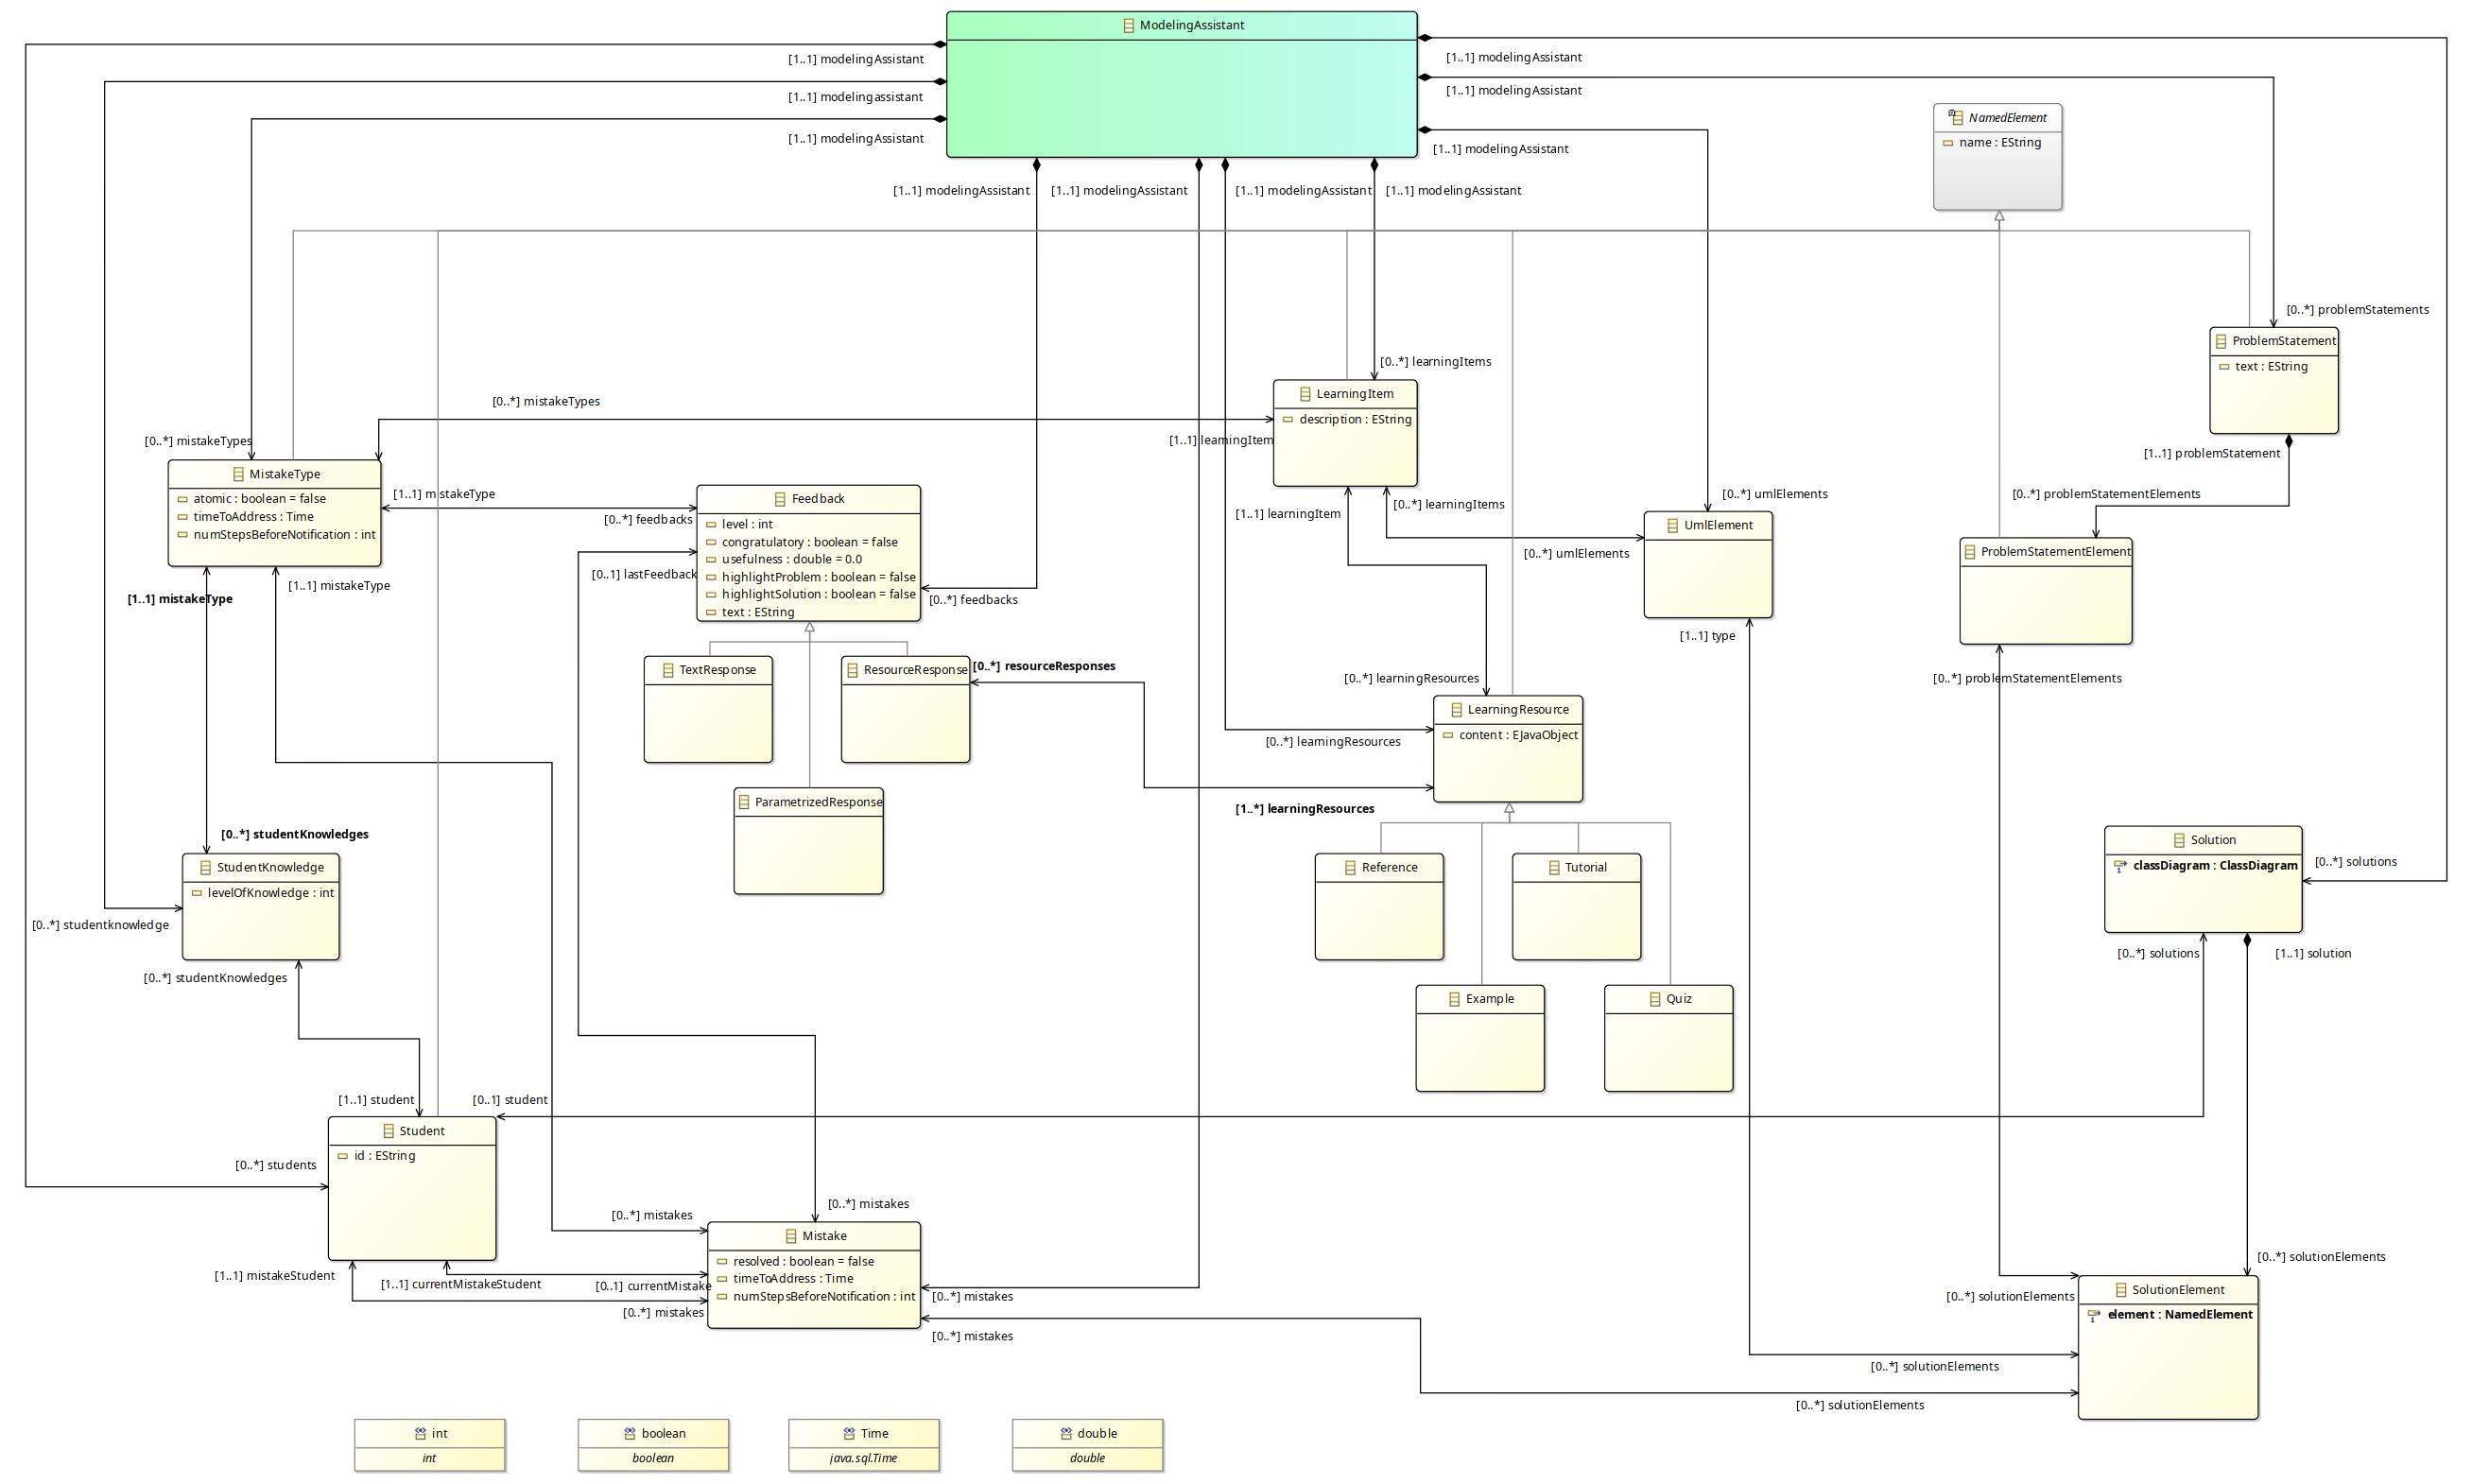 ModelingAssistant
[1..1] modelingAssistant
[1..1] modelingAssistant
[1..1] modelingAssistant
[1..1] modelingassistant
[1..1] modelingAssistant
[1..1] modelingAssistant
[1..1] modelingAssistant
[1..1] modelingAssistant
[1..1] modelingAssistant
[1..1] modelingAssistant
NamedElement
name : EString
[0..*] problemStatements
ProblemStatement
text : EString
[1..1] problemStatement
[0..*] problemStatementElements
ProblemStatementElement
[0..*] problemStatementElements
[0..*] learningItems
LearningItem
description : EString
[0..*] mistakeTypes
[1..1] learningItem
[0..*] mistakeTypes
MistakeType
atomic : boolean = false
timeToAddress : Time
numStepsBeforeNotification : int
[1..1] mistakeType
[0..*] feedbacks
Feedback
level : int
congratulatory : boolean = false
usefulness : double = 0.0
highlightProblem : boolean = false
highlightSolution : boolean = false
text : EString
[0..1] lastFeedback
[0..*] feedbacks
[1..1] learningItem
[0..*] learningItems
[0..*] umlElements
[0..*] umlElements
UmlElement
[1..1] type
[1..1] mistakeType
[1..1] mistakeType
TextResponse
ResourceResponse
[0..*] resourceResponses
ParametrizedResponse
[0..*] learningResources
LearningResource
content : EJavaObject
[0..*] learningResources
[1..*] learningResources
Reference
Tutorial
Example
Quiz
[0..*] studentKnowledges
StudentKnowledge
levelOfKnowledge : int
[0..*] studentknowledge
[0..*] studentKnowledges
Solution
classDiagram : ClassDiagram
[0..*] solutions
[0..*] solutions
[1..1] solution
[1..1] student
[0..1] student
Student
id : EString
[0..*] students
[0..*] mistakes
[0..*] mistakes
Mistake
resolved : boolean = false
timeToAddress : Time
numStepsBeforeNotification : int
[1..1] mistakeStudent
[1..1] currentMistakeStudent
[0..1] currentMistake
[0..*] mistakes
[0..*] mistakes
[0..*] mistakes
[0..*] solutionElements
[0..*] solutionElements
SolutionElement
element : NamedElement
[0..*] solutionElements
[0..*] solutionElements
int
int
boolean
boolean
Time
java.sql.Time
double
double